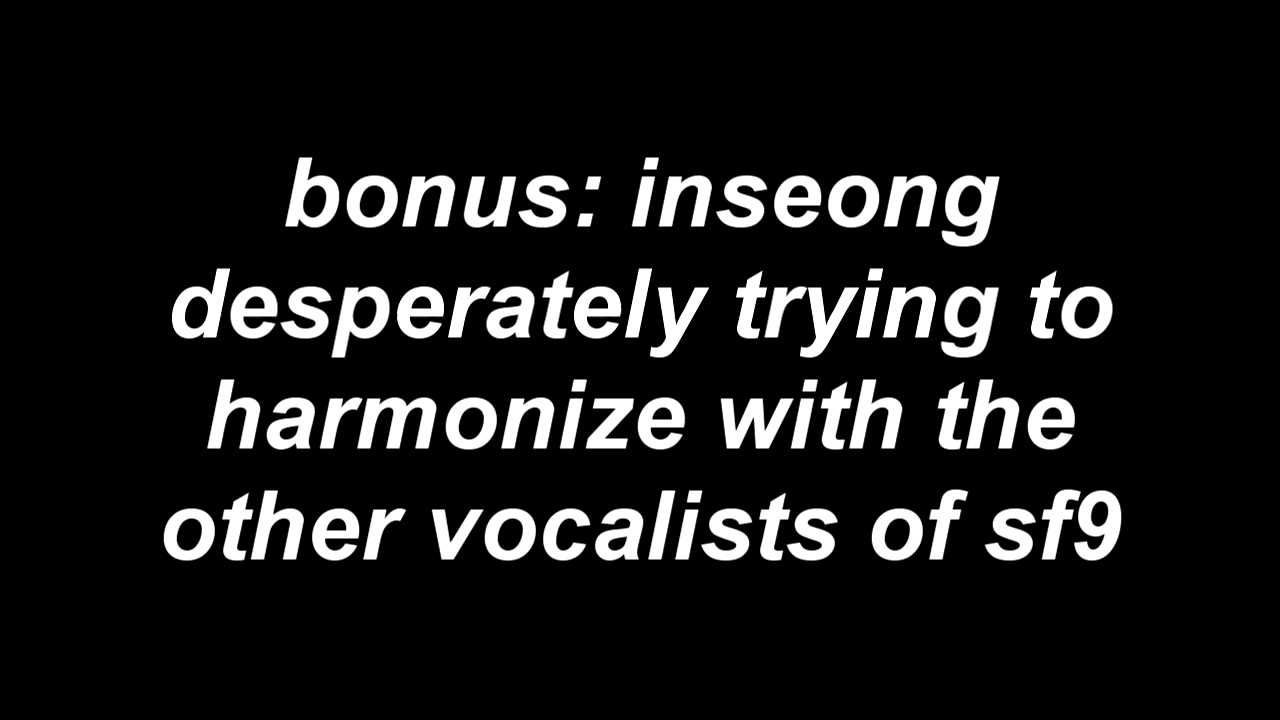 bonus: inseong
desperately trying to
harmonize with the
other vocalists of sf9